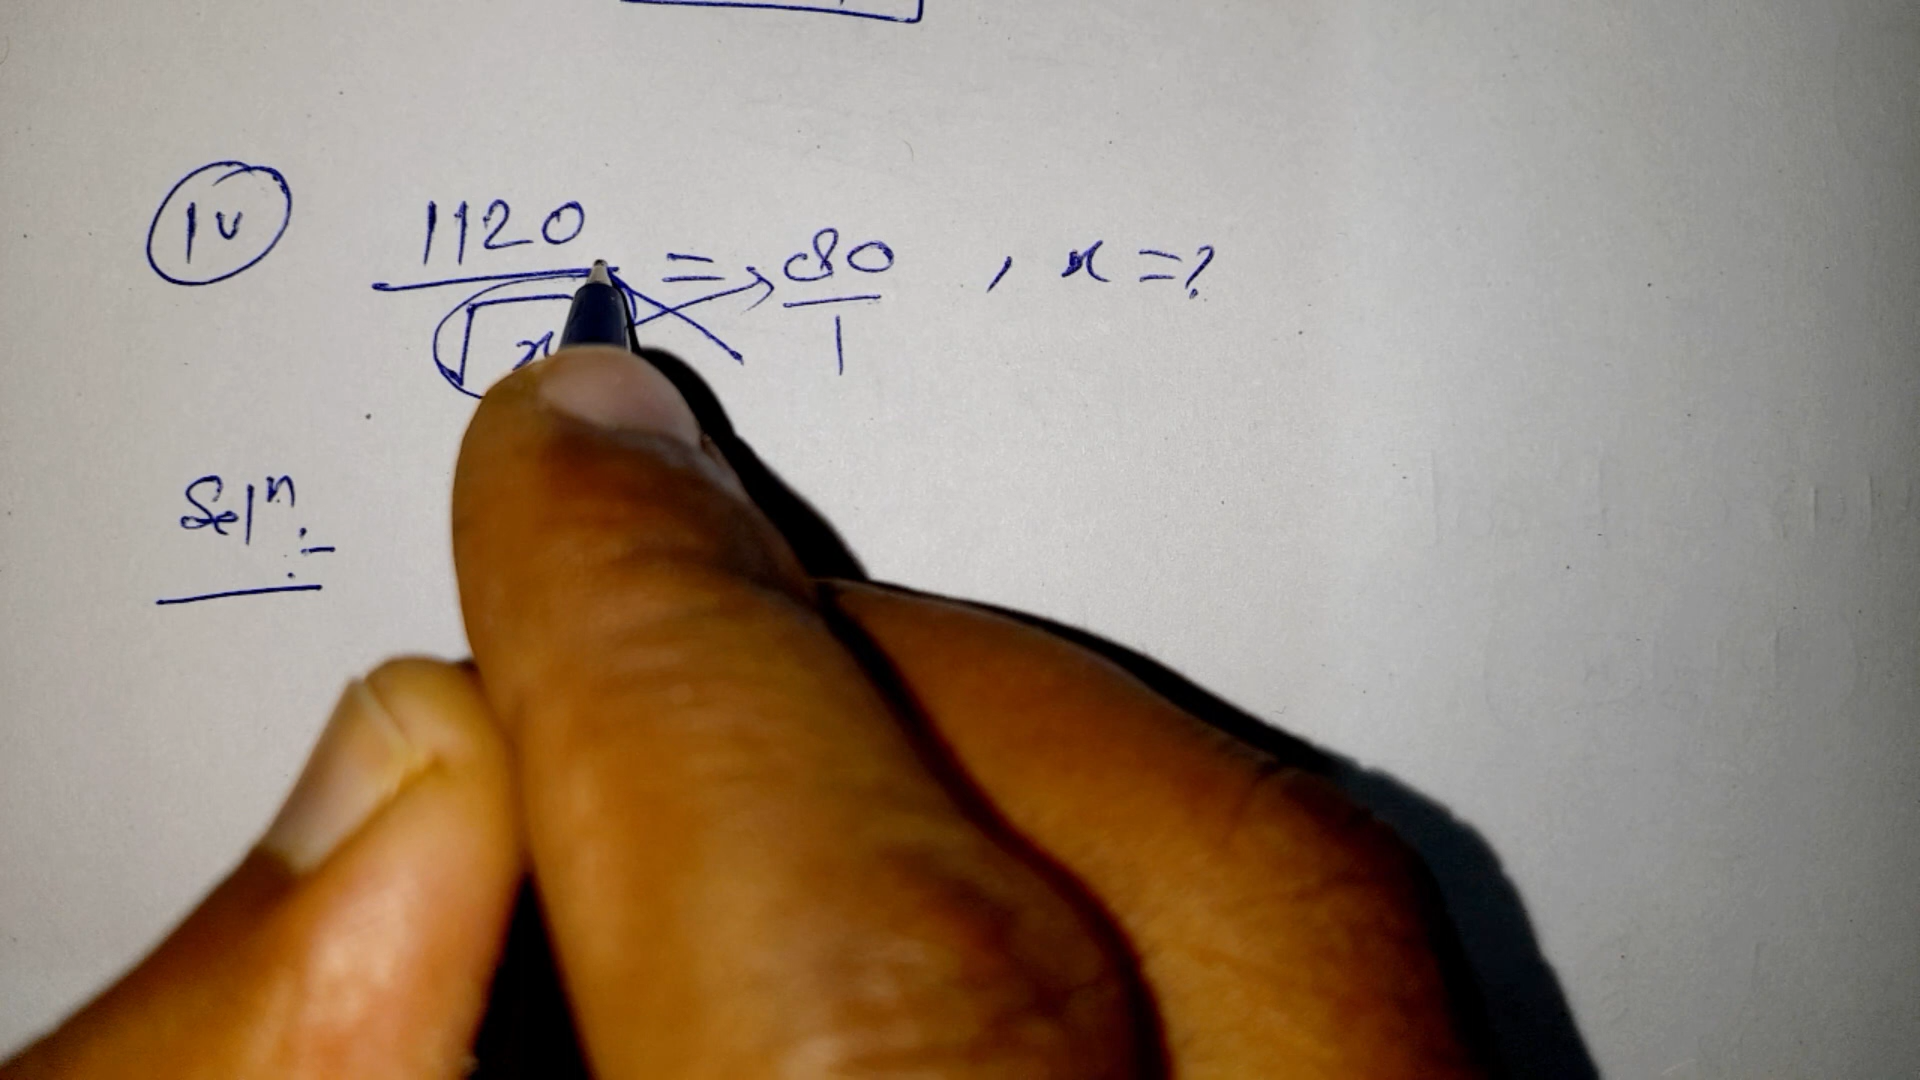 IV 1120 / √x = 80 / 1 , x = ?
Solⁿ:-